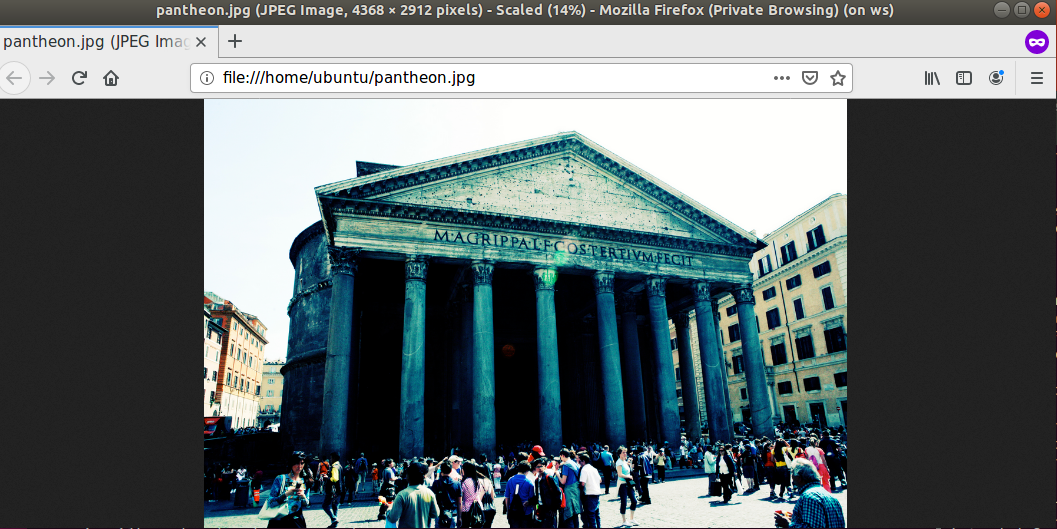 pantheon.jpg (JPEG Image, 4368 × 2912 pixels) - Scaled (14%) - Mozilla Firefox (Private Browsing) (on ws)
pantheon.jpg (JPEG Imag
file:///home/ubuntu/pantheon.jpg
M·AGRIPPA·L·F·COS·TERTIVM·FECIT